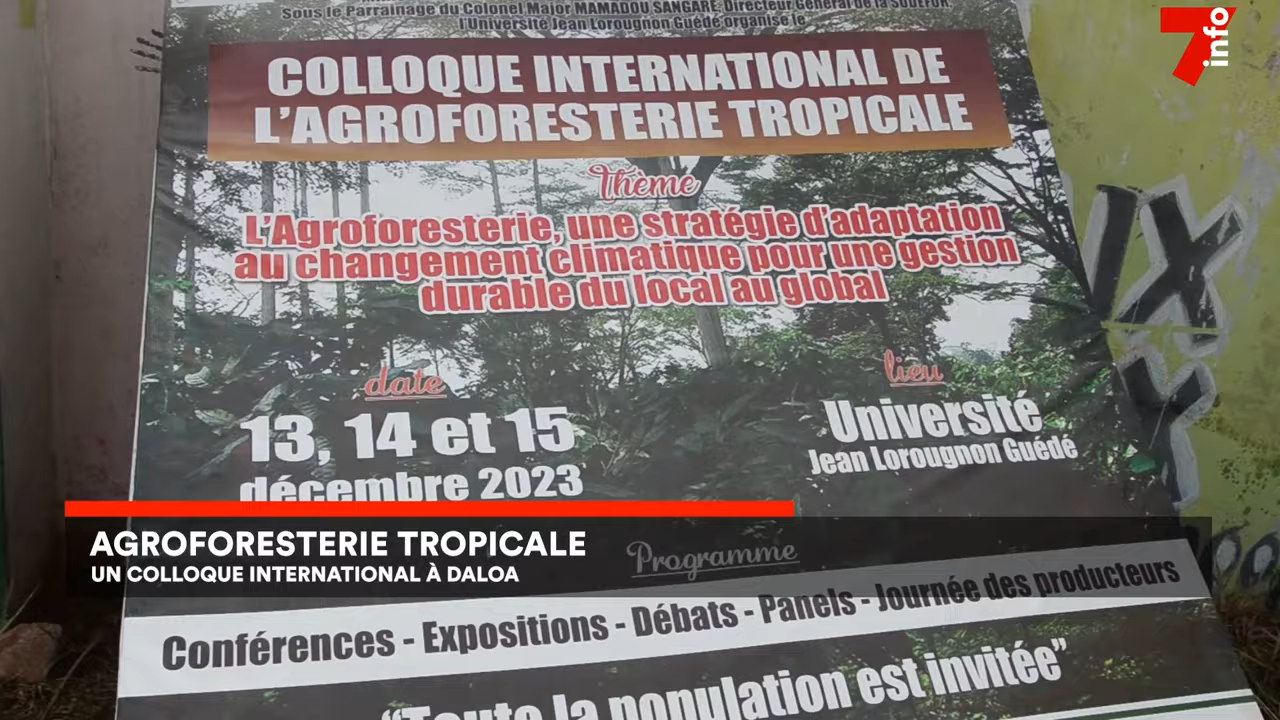 Sous le Parrainage du Colonel Major MAMADOU SANGARE, Directeur Général de la SODEFOR,
l'Université Jean Lorougnon Guédé organise le
COLLOQUE INTERNATIONAL DE
L'AGROFORESTERIE TROPICALE
Thème
L'Agroforesterie, une stratégie d'adaptation
au changement climatique pour une gestion
durable du local au global
date
13, 14 et 15
décembre 2023
lieu
Université
Jean Lorougnon Guédé
Programme
Conférences - Expositions - Débats - Panels - Journée des producteurs
"Toute la population est invitée"
7info
IX
AGROFORESTERIE TROPICALE
UN COLLOQUE INTERNATIONAL À DALOA